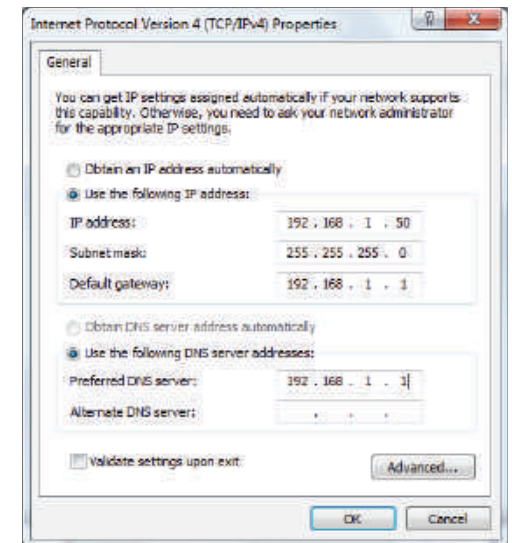 Internet Protocol Version 4 (TCP/IPv4) Properties
General
You can get IP settings assigned automatically if your network supports
this capability. Otherwise, you need to ask your network administrator
for the appropriate IP settings.
Obtain an IP address automatically
Use the following IP address:
IP address: 192 . 168 . 1 . 50
Subnet mask: 255 . 255 . 255 . 0
Default gateway: 192 . 168 . 1 . 1
Obtain DNS server address automatically
Use the following DNS server addresses:
Preferred DNS server: 192 . 168 . 1 . 1
Alternate DNS server: . . .
Validate settings upon exit
Advanced...
OK Cancel